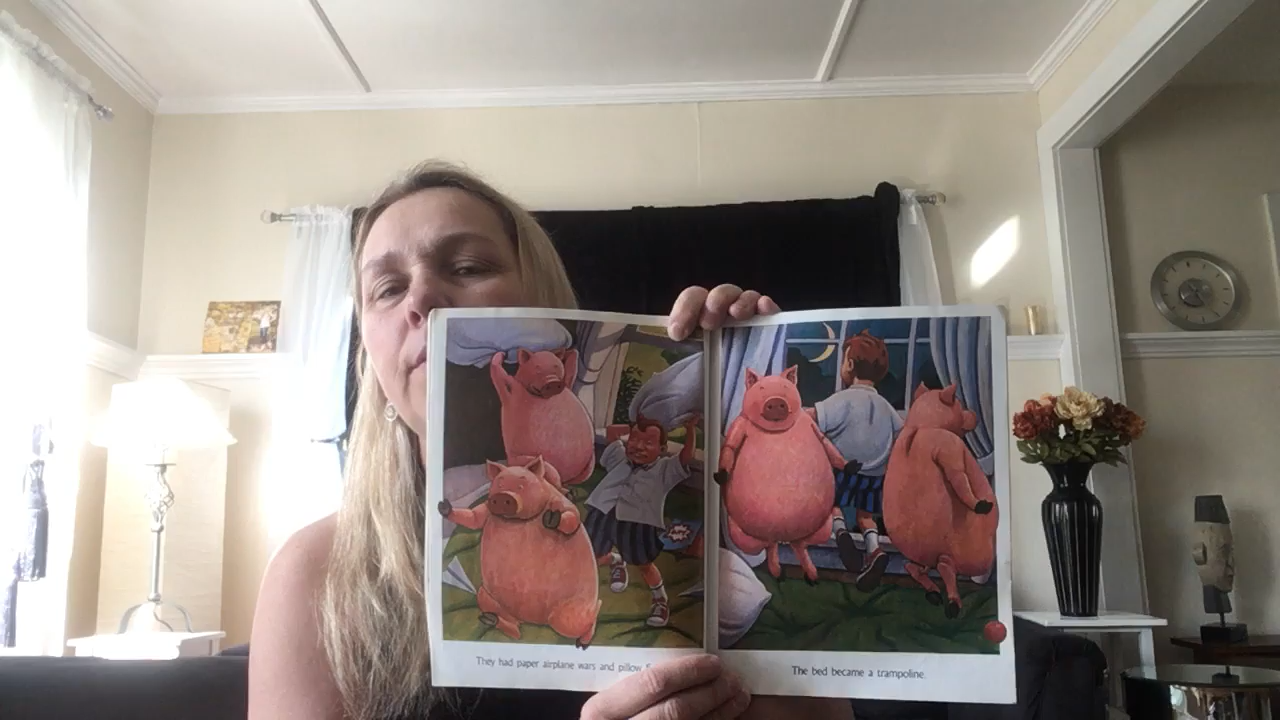 They had paper airplane wars and pillow
The bed became a trampoline.